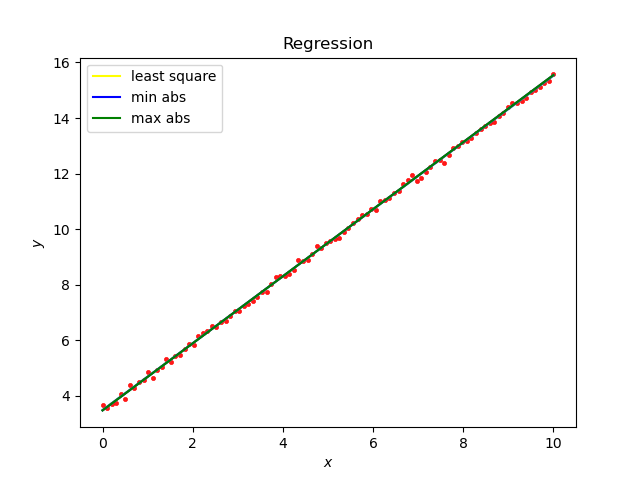 Regression
least square
min abs
max abs
16
14
12
10
8
6
4
y
0 2 4 6 8 10
x